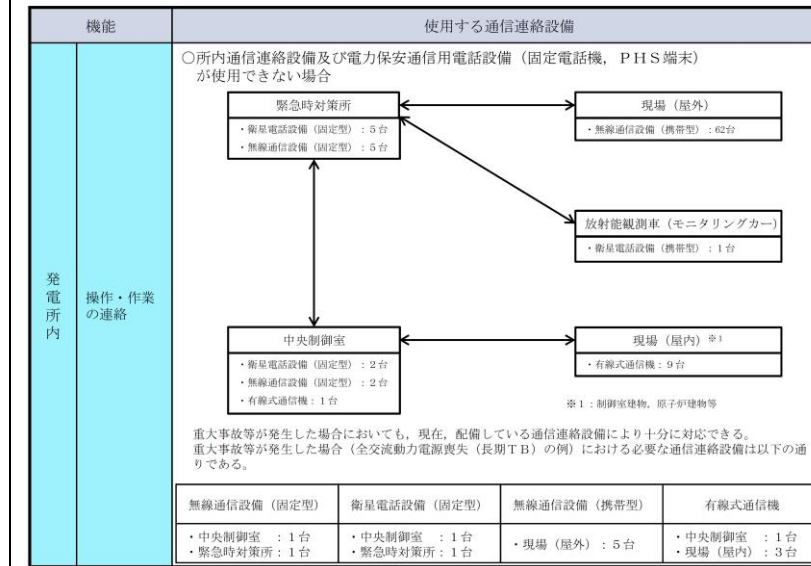 機能
使用する通信連絡設備
発電所内
操作・作業
の連絡
○所内通信連絡設備及び電力保安通信用電話設備（固定電話機，ＰＨＳ端末）
が使用できない場合
緊急時対策所
・衛星電話設備（固定型）：５台
・無線通信設備（固定型）：５台
現場（屋外）
・無線通信設備（携帯型）：62台
放射能観測車（モニタリングカー）
・衛星電話設備（携帯型）：１台
中央制御室
・衛星電話設備（固定型）：２台
・無線通信設備（固定型）：２台
・有線式通信機：１台
現場（屋内）※1
・有線式通信機：９台
※１：制御室建物，原子炉建物等
重大事故等が発生した場合においても，現在，配備している通信連絡設備により十分に対応できる。
重大事故等が発生した場合（全交流動力電源喪失（長期ＴＢ）の例）における必要な通信連絡設備は以下の通
りである。
無線通信設備（固定型）
衛星電話設備（固定型）
無線通信設備（携帯型）
有線式通信機
・中央制御室　：１台
・緊急時対策所：１台
・中央制御室　：１台
・緊急時対策所：１台
・現場（屋外）：５台
・中央制御室　：１台
・現場（屋内）：３台